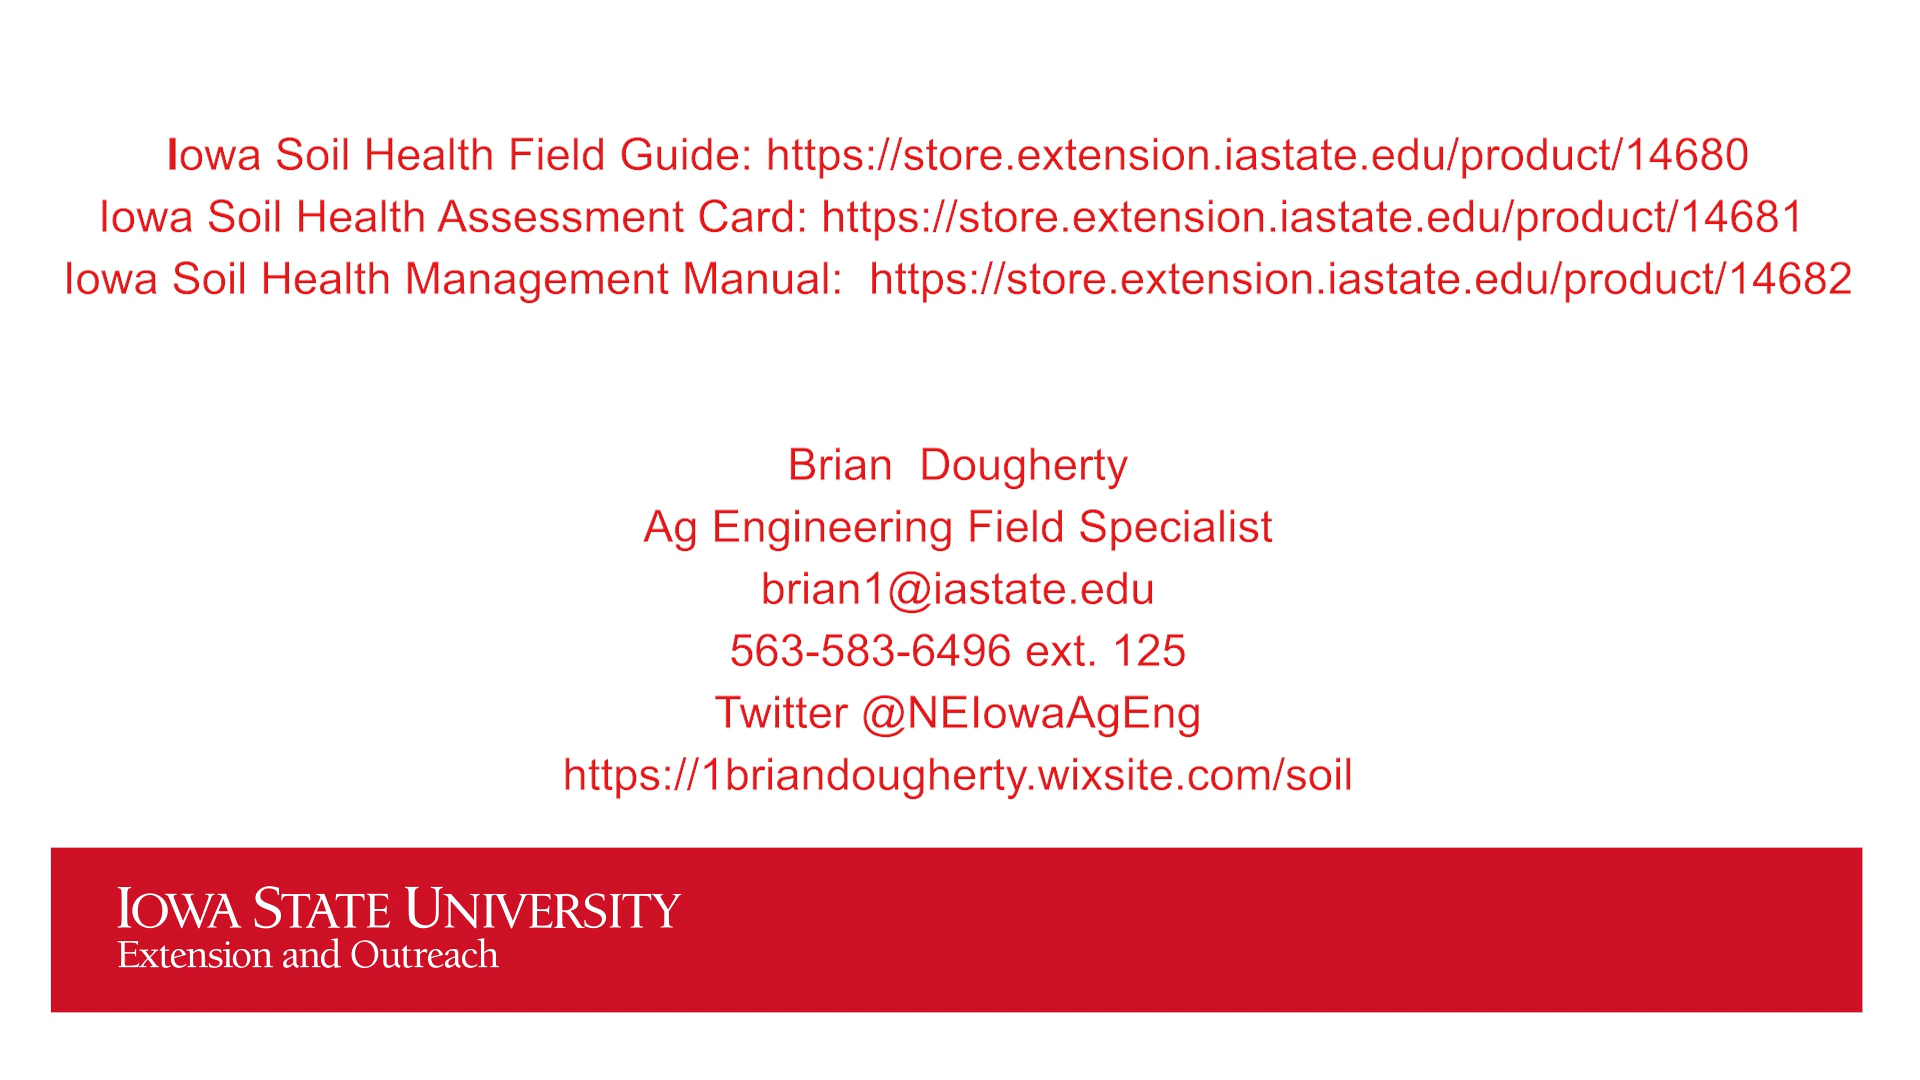 Iowa Soil Health Field Guide: https://store.extension.iastate.edu/product/14680
Iowa Soil Health Assessment Card: https://store.extension.iastate.edu/product/14681
Iowa Soil Health Management Manual:  https://store.extension.iastate.edu/product/14682
Brian  Dougherty
Ag Engineering Field Specialist
brian1@iastate.edu
563-583-6496 ext. 125
Twitter @NEIowaAgEng
https://1briandougherty.wixsite.com/soil
IOWA STATE UNIVERSITY
Extension and Outreach